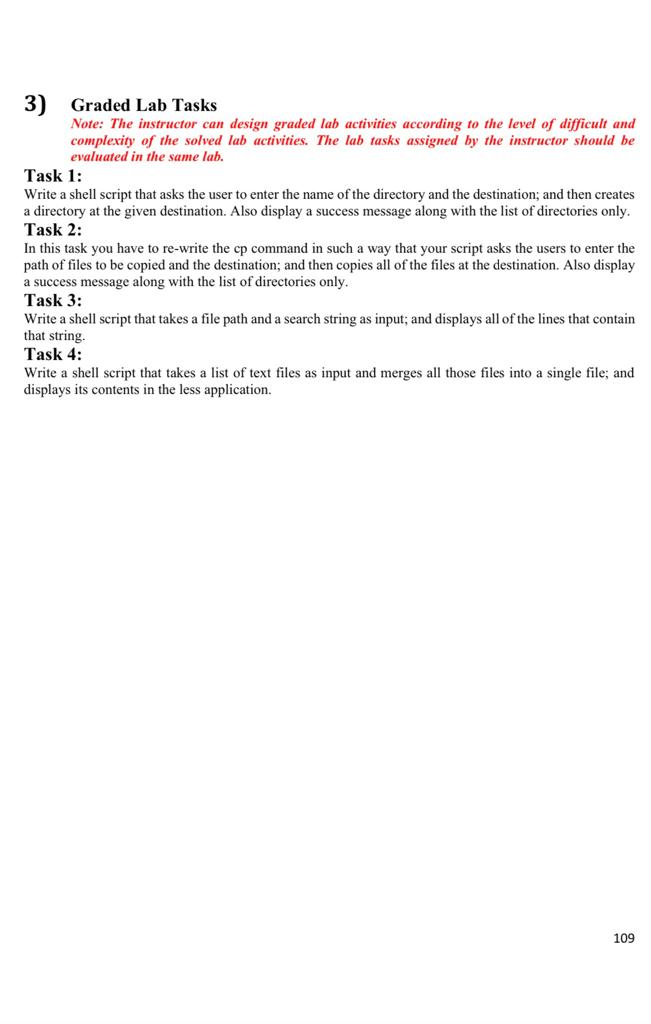 3) Graded Lab Tasks
Note: The instructor can design graded lab activities according to the level of difficult and
complexity of the solved lab activities. The lab tasks assigned by the instructor should be
evaluated in the same lab.
Task 1:
Write a shell script that asks the user to enter the name of the directory and the destination; and then creates
a directory at the given destination. Also display a success message along with the list of directories only.
Task 2:
In this task you have to re-write the cp command in such a way that your script asks the users to enter the
path of files to be copied and the destination; and then copies all of the files at the destination. Also display
a success message along with the list of directories only.
Task 3:
Write a shell script that takes a file path and a search string as input; and displays all of the lines that contain
that string.
Task 4:
Write a shell script that takes a list of text files as input and merges all those files into a single file; and
displays its contents in the less application.
109